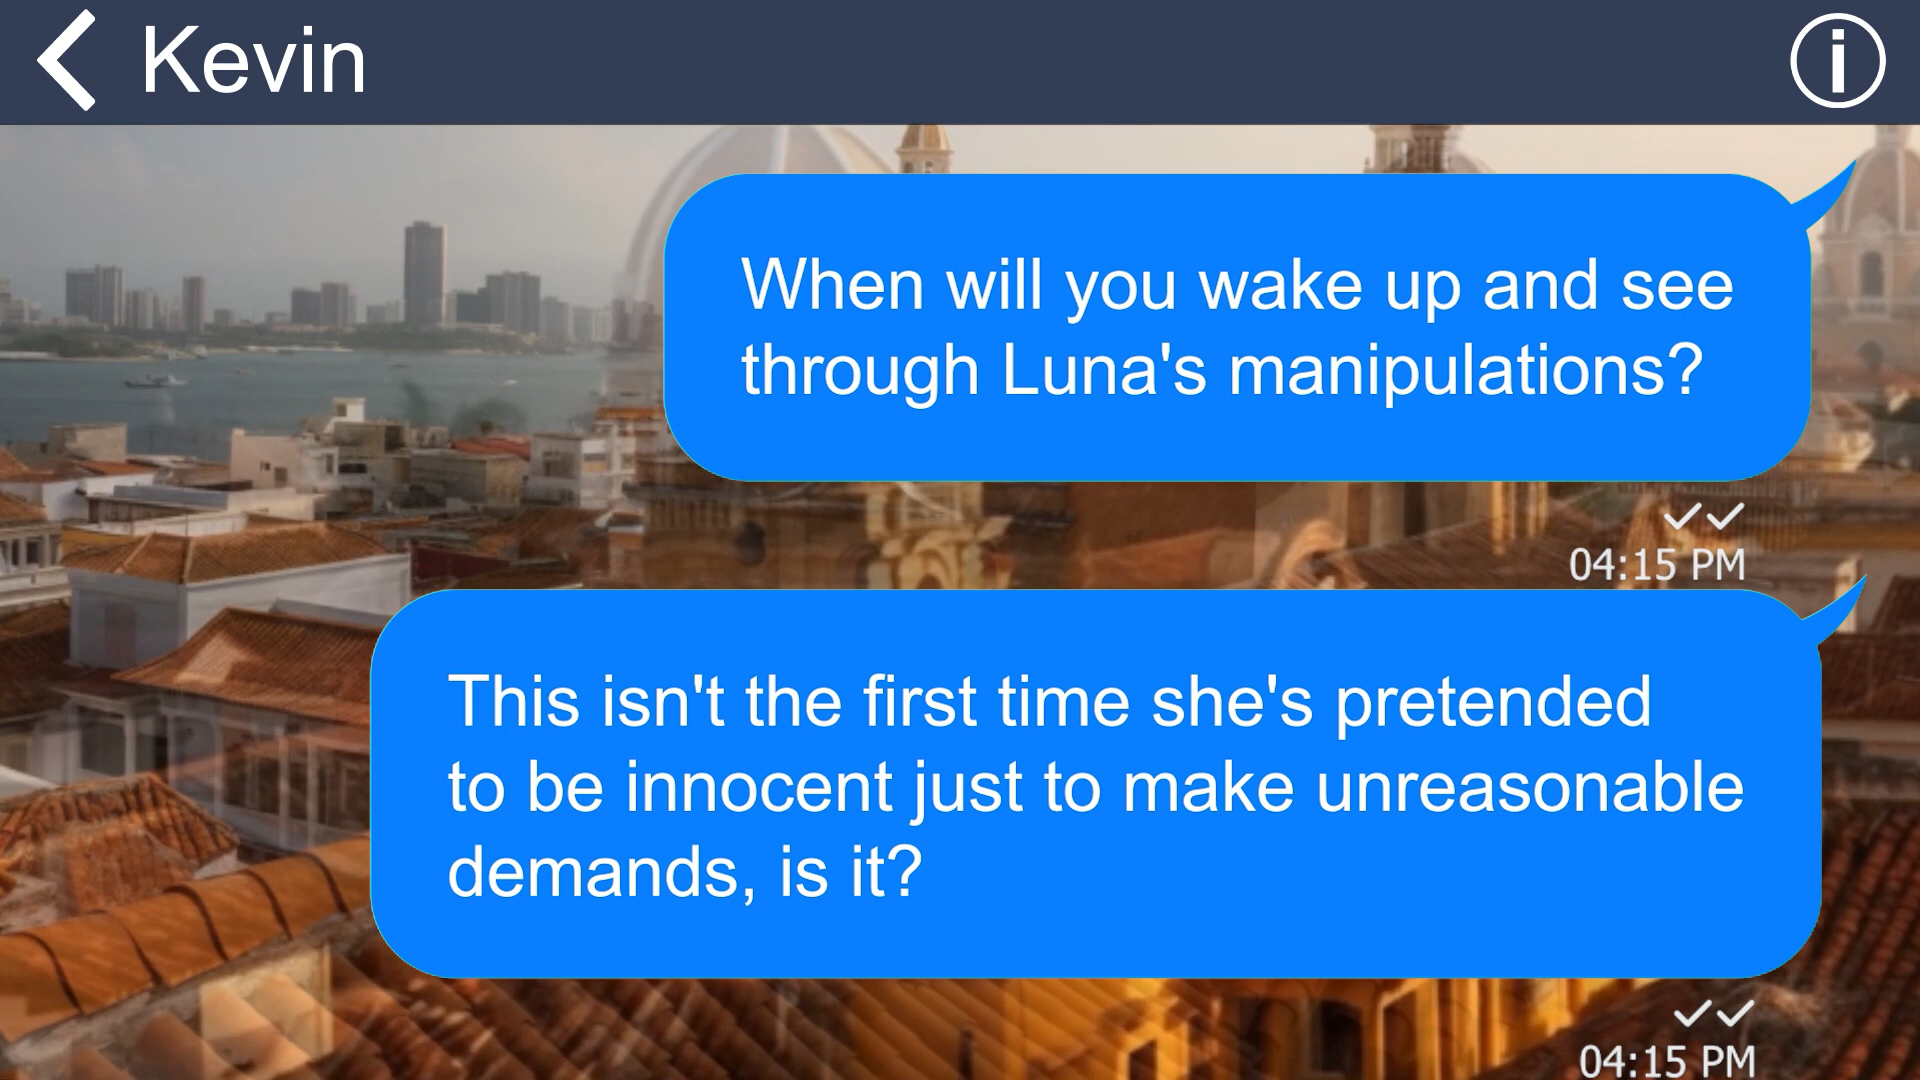 Kevin
When will you wake up and see
through Luna's manipulations?
04:15 PM
This isn't the first time she's pretended
to be innocent just to make unreasonable
demands, is it?
04:15 PM